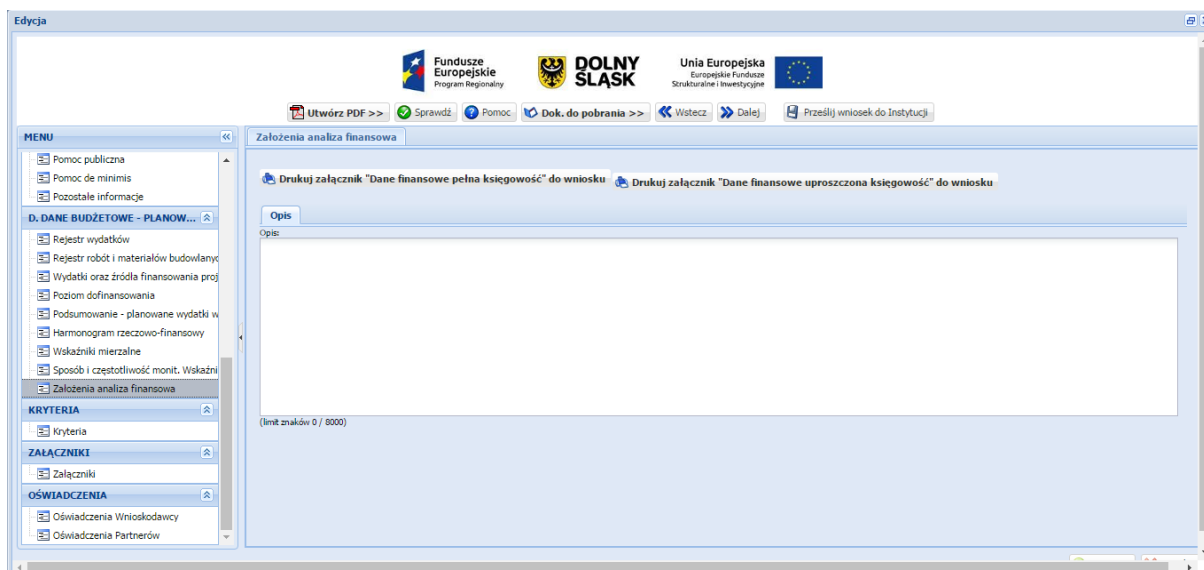 Edycja
Fundusze
Europejskie
Program Regionalny
DOLNY
ŚLĄSK
Unia Europejska
Europejskie Fundusze
Strukturalne i Inwestycyjne
Utwórz PDF >> Sprawdź Pomoc Dok. do pobrania >> Wstecz Dalej Prześlij wniosek do Instytucji
MENU
Założenia analiza finansowa
Pomoc publiczna
Pomoc de minimis
Pozostałe informacje
D. DANE BUDŻETOWE - PLANOW...
Rejestr wydatków
Rejestr robót i materiałów budowlany
Wydatki oraz źródła finansowania proj
Poziom dofinansowania
Podsumowanie - planowane wydatki w
Harmonogram rzeczowo-finansowy
Wskaźniki mierzalne
Sposób i częstotliwość monit. Wskaźni
Założenia analiza finansowa
KRYTERIA
Kryteria
ZAŁĄCZNIKI
Załączniki
OŚWIADCZENIA
Oświadczenia Wnioskodawcy
Oświadczenia Partnerów
Drukuj załącznik "Dane finansowe pełna księgowość" do wniosku Drukuj załącznik "Dane finansowe uproszczona księgowość" do wniosku
Opis
Opis:
(limit znaków 0 / 8000)